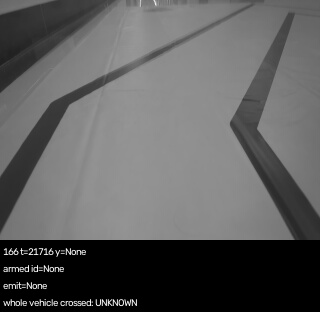 166 t=21716 y=None
armed id=None
emit=None
whole vehicle crossed: UNKNOWN